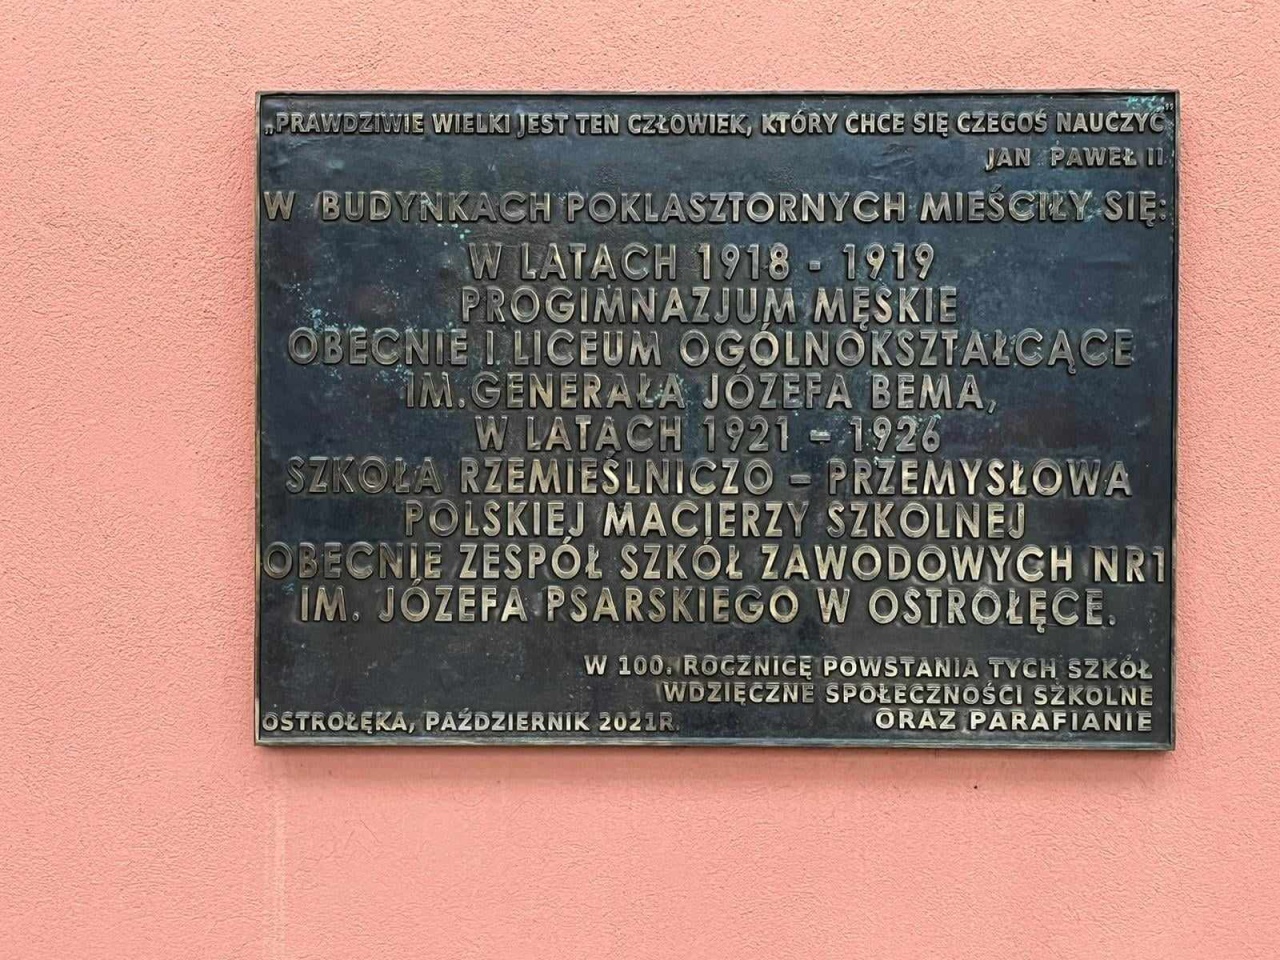 „PRAWDZIWIE WIELKI JEST TEN CZŁOWIEK, KTÓRY CHCE SIĘ CZEGOŚ NAUCZYĆ”
JAN PAWEŁ II
W BUDYNKACH POKLASZTORNYCH MIEŚCIŁY SIĘ:
W LATACH 1918 - 1919
PROGIMNAZJUM MĘSKIE
OBECNIE I LICEUM OGÓLNOKSZTAŁCĄCE
IM.GENERAŁA JÓZEFA BEMA,
W LATACH 1921 - 1926
SZKOŁA RZEMIEŚLNICZO - PRZEMYSŁOWA
POLSKIEJ MACIERZY SZKOLNEJ
OBECNIE ZESPÓŁ SZKÓŁ ZAWODOWYCH NR1
IM. JÓZEFA PSARSKIEGO W OSTROŁĘCE.
W 100. ROCZNICĘ POWSTANIA TYCH SZKÓŁ
WDZIĘCZNE SPOŁECZNOŚCI SZKOLNE
ORAZ PARAFIANIE
OSTROŁĘKA, PAŹDZIERNIK 2021R.